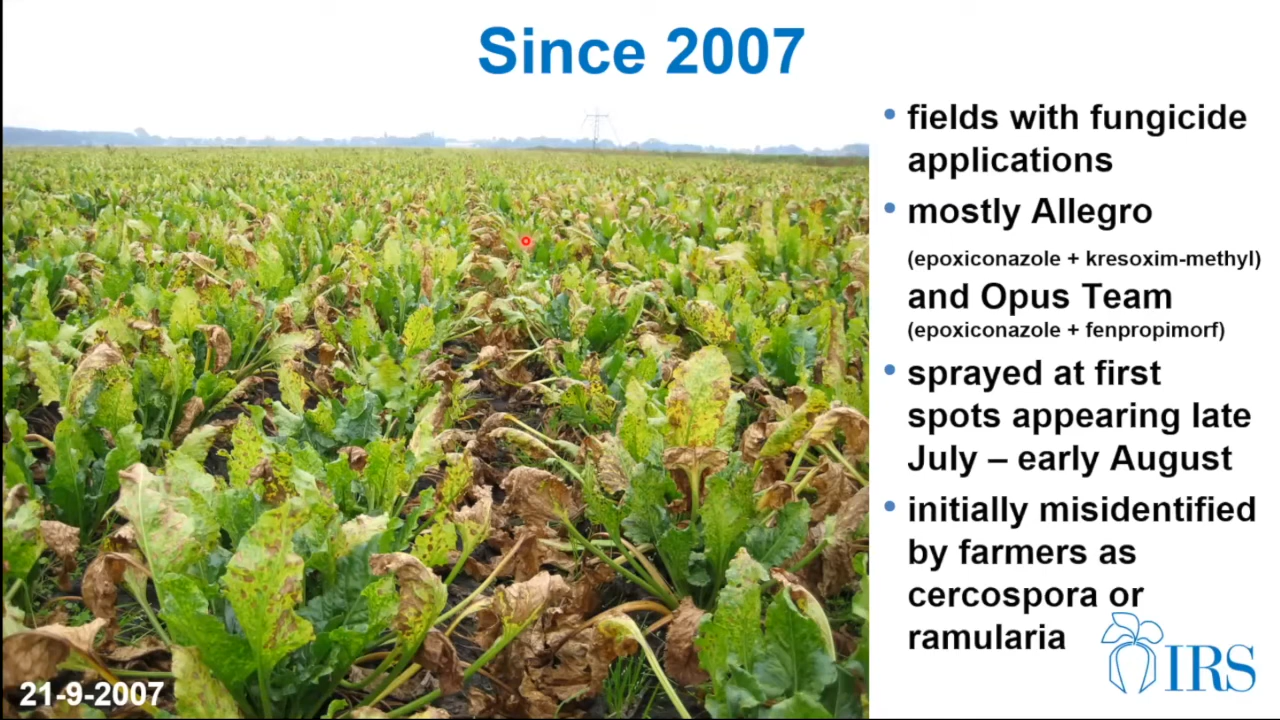 Since 2007
• fields with fungicide
applications
• mostly Allegro
(epoxiconazole + kresoxim-methyl)
and Opus Team
(epoxiconazole + fenpropimorf)
• sprayed at first
spots appearing late
July – early August
• initially misidentified
by farmers as
cercospora or
ramularia
IRS
21-9-2007